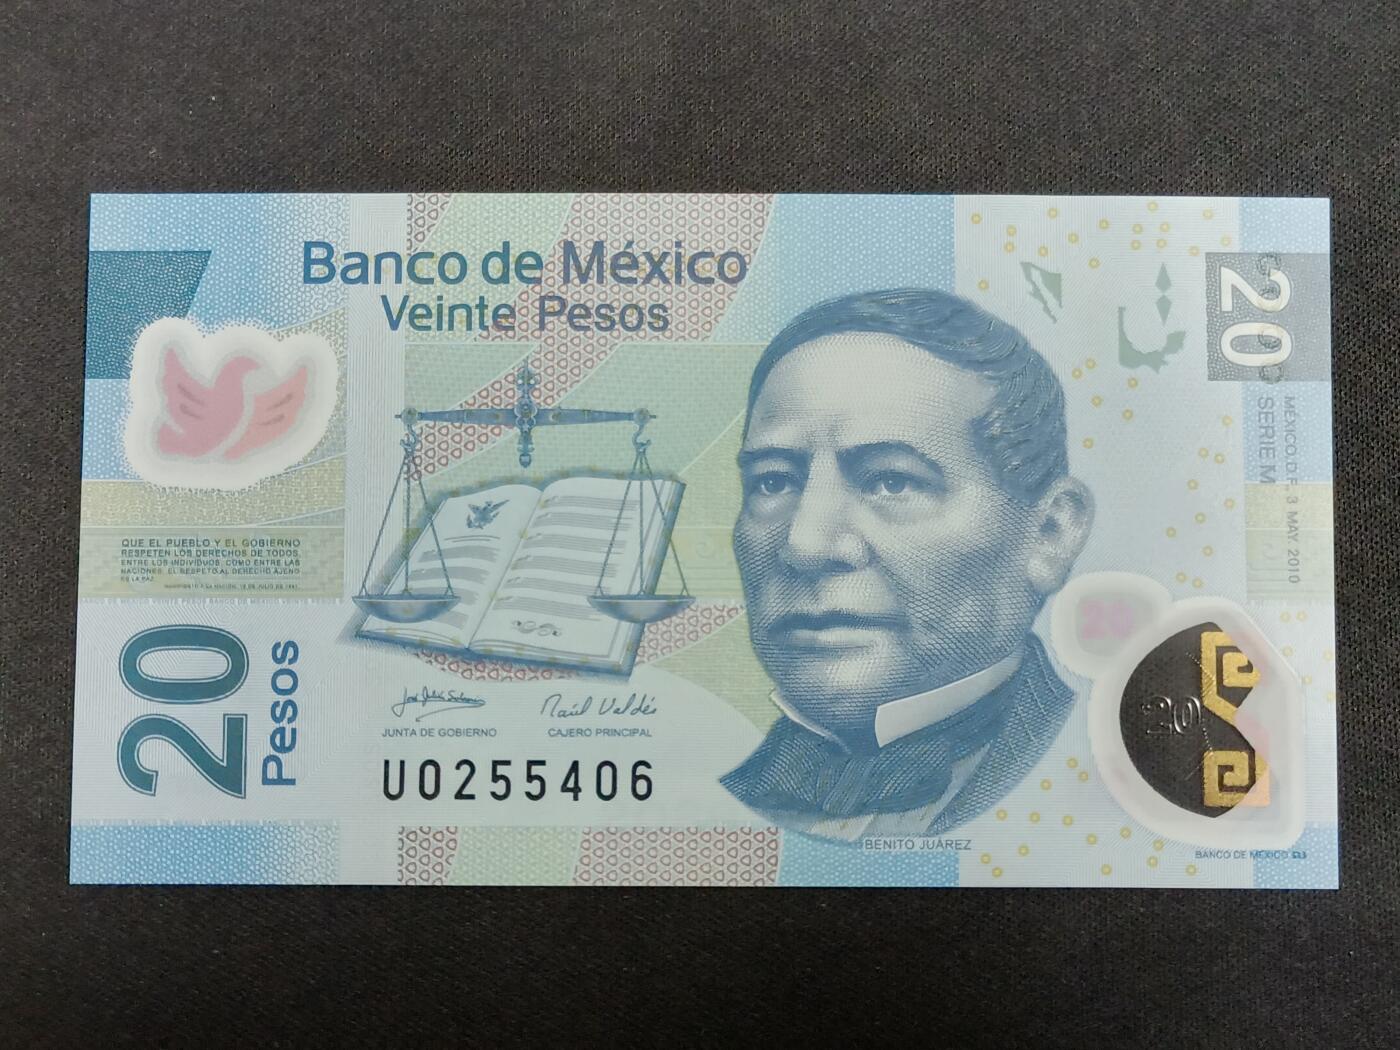 Banco de México
Veinte Pesos
20
MÉXICO, D.F. 3 MAY. 2010
SERIE M
QUE EL PUEBLO Y EL GOBIERNO
RESPETEN LOS DERECHOS DE TODOS.
ENTRE LOS INDIVIDUOS, COMO ENTRE LAS
NACIONES, EL RESPETO AL DERECHO AJENO
ES LA PAZ.
20
Pesos
20
20
JUNTA DE GOBIERNO
CAJERO PRINCIPAL
U0255406
BENITO JUÁREZ
BANCO DE MÉXICO